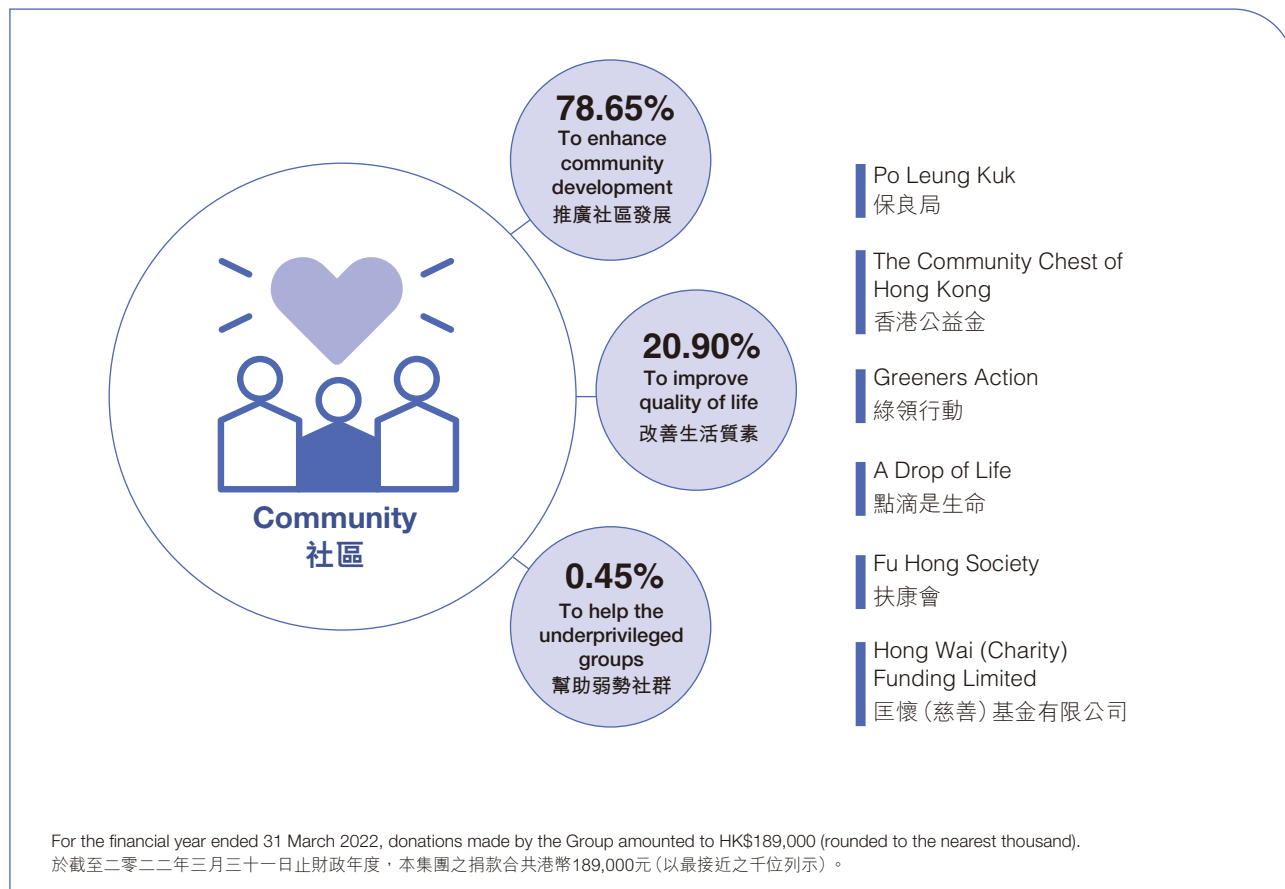 78.65%
To enhance
community
development
推廣社區發展
20.90%
To improve
quality of life
改善生活質素
0.45%
To help the
underprivileged
groups
幫助弱勢社群
Community
社區
Po Leung Kuk
保良局
The Community Chest of
Hong Kong
香港公益金
Greeners Action
綠領行動
A Drop of Life
點滴是生命
Fu Hong Society
扶康會
Hong Wai (Charity)
Funding Limited
匡懷(慈善)基金有限公司
For the financial year ended 31 March 2022, donations made by the Group amounted to HK$189,000 (rounded to the nearest thousand).
於截至二零二二年三月三十一日止財政年度，本集團之捐款合共港幣189,000元(以最接近之千位列示)。